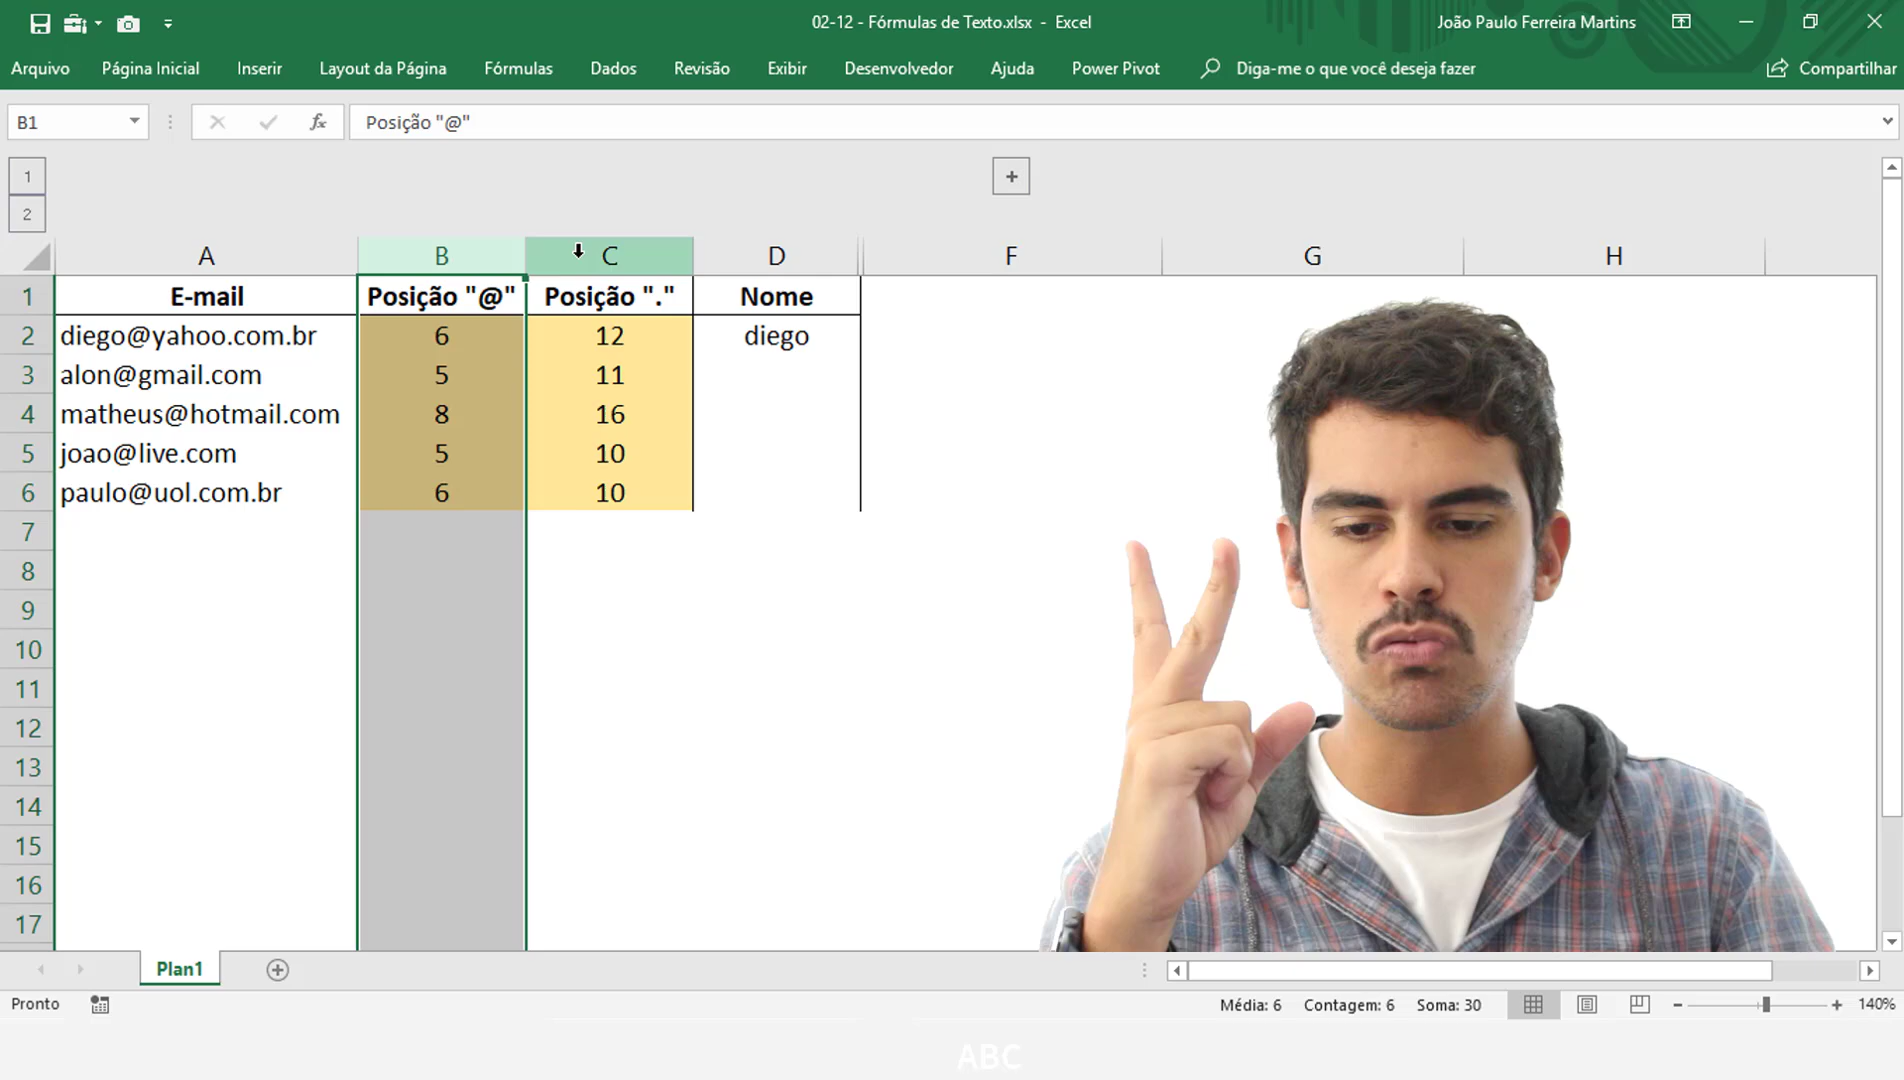 02-12 - Fórmulas de Texto.xlsx - Excel
João Paulo Ferreira Martins
Arquivo Página Inicial Inserir Layout da Página Fórmulas Dados Revisão Exibir Desenvolvedor Ajuda Power Pivot Diga-me o que você deseja fazer Compartilhar
B1 fx Posição "@"
1
2
A B C D F G H
1 E-mail Posição "@" Posição "." Nome
2 diego@yahoo.com.br 6 12 diego
3 alon@gmail.com 5 11
4 matheus@hotmail.com 8 16
5 joao@live.com 5 10
6 paulo@uol.com.br 6 10
7
8
9
10
11
12
13
14
15
16
17
Plan1
Pronto Média: 6 Contagem: 6 Soma: 30 140%
ABC